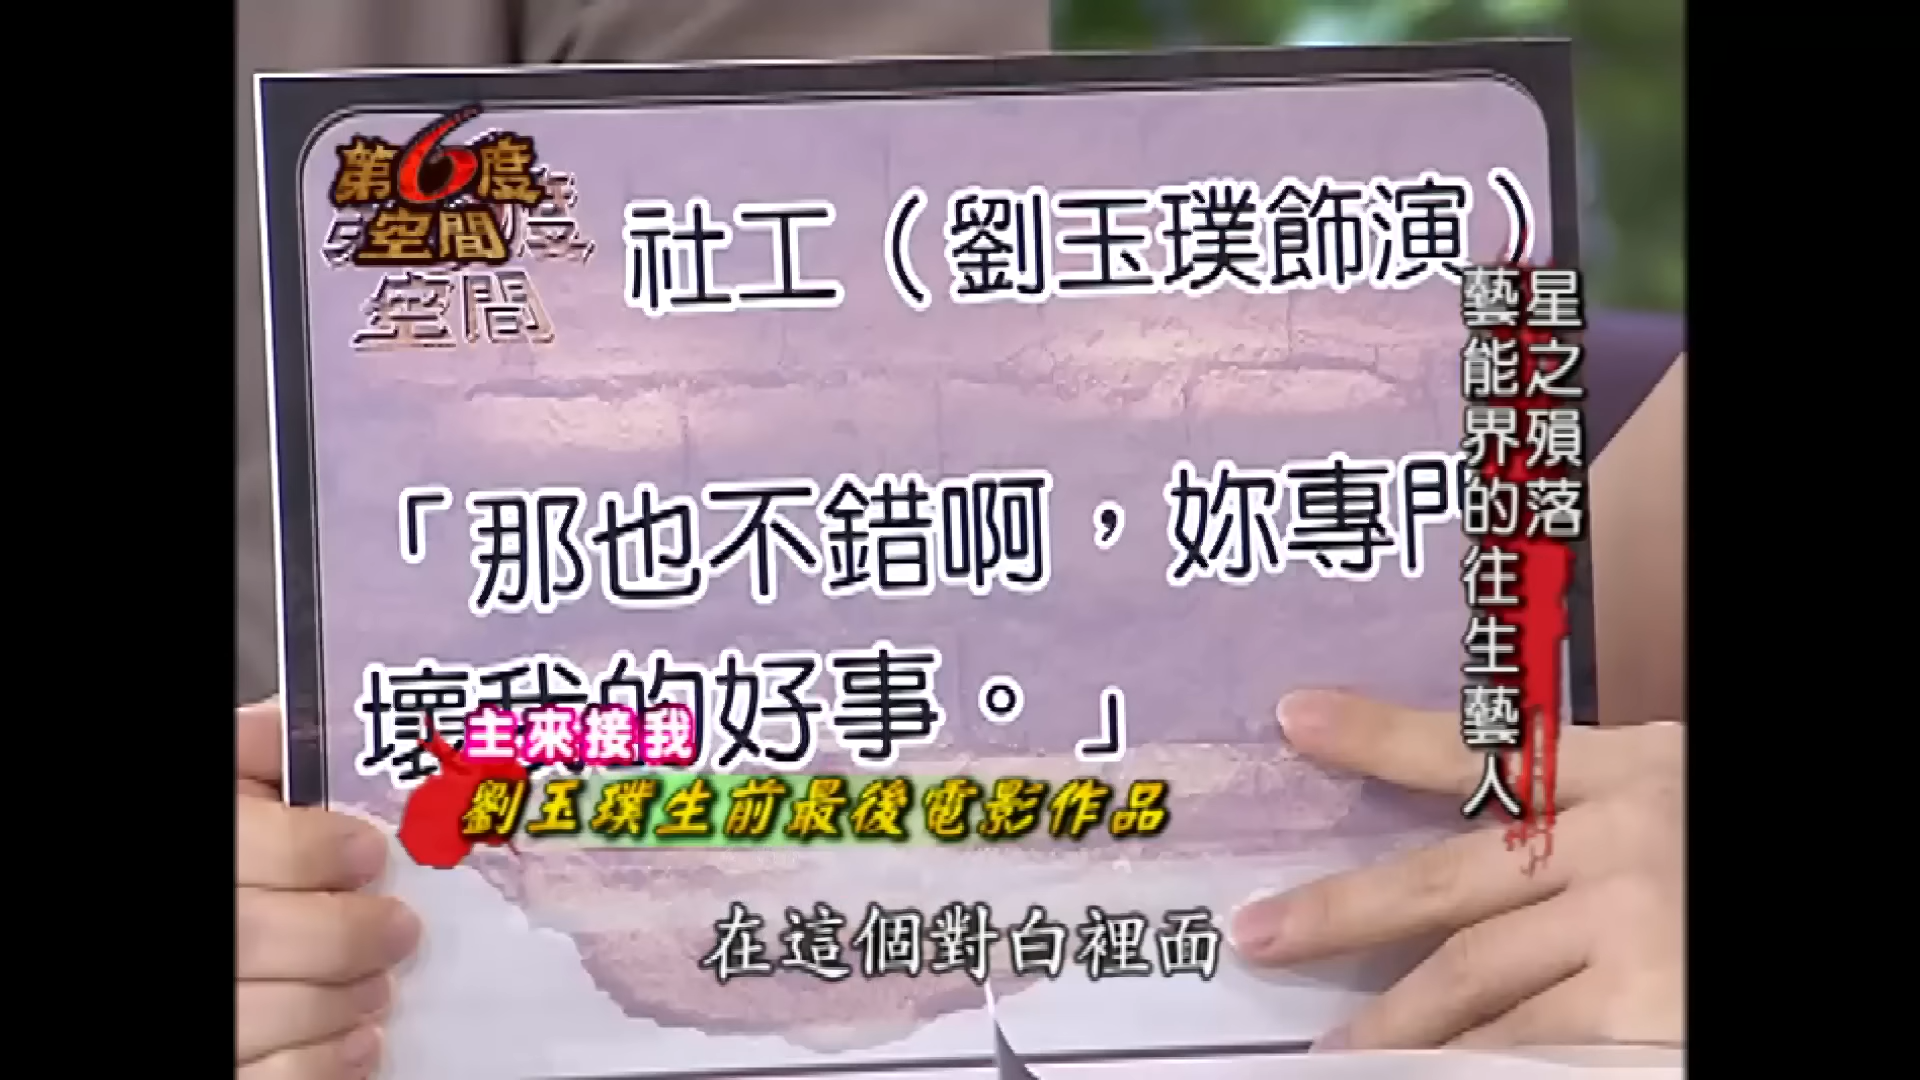 第6度
空間
空間
社工（劉玉璞飾演）
「那也不錯啊，妳專門
壞我的好事。」
星之殞落
藝能界的往生藝人
主來接我
劉玉璞生前最後電影作品
在這個對白裡面